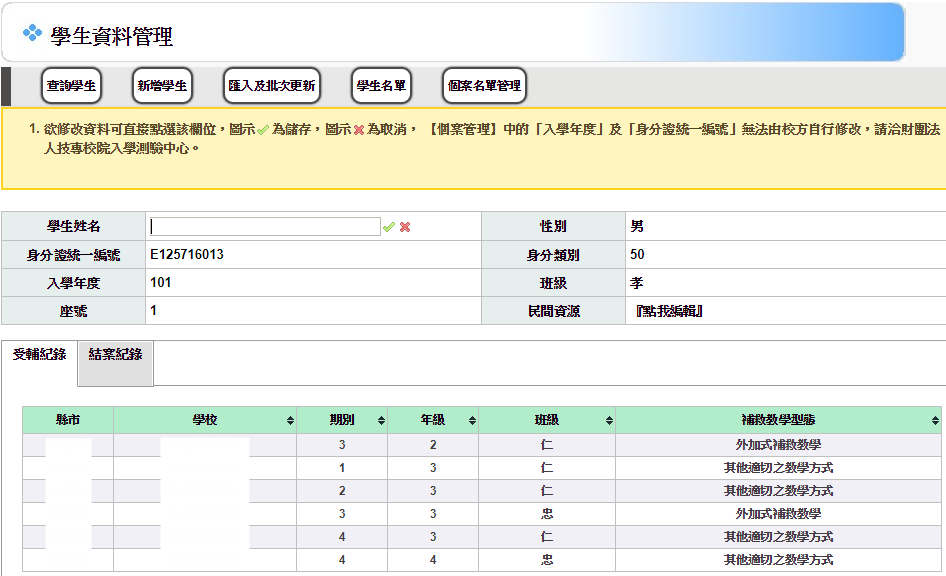 學生資料管理
查詢學生 新增學生 匯入及批次更新 學生名單 個案名單管理
1. 欲修改資料可直接點選該欄位，圖示 為儲存，圖示 為取消，【個案管理】中的「入學年度」及「身分證統一編號」無法由校方自行修改，請洽財團法
人技專校院入學測驗中心。
學生姓名 性別 男
身分證統一編號 E125716013 身分類別 50
入學年度 101 班級 孝
座號 1 民間資源 『點我編輯』
受輔紀錄 結案紀錄
縣市 學校 期別 年級 班級 補救教學型態
3 2 仁 外加式補救教學
1 3 仁 其他適切之教學方式
2 3 仁 其他適切之教學方式
3 3 忠 外加式補救教學
4 3 仁 其他適切之教學方式
4 4 忠 其他適切之教學方式